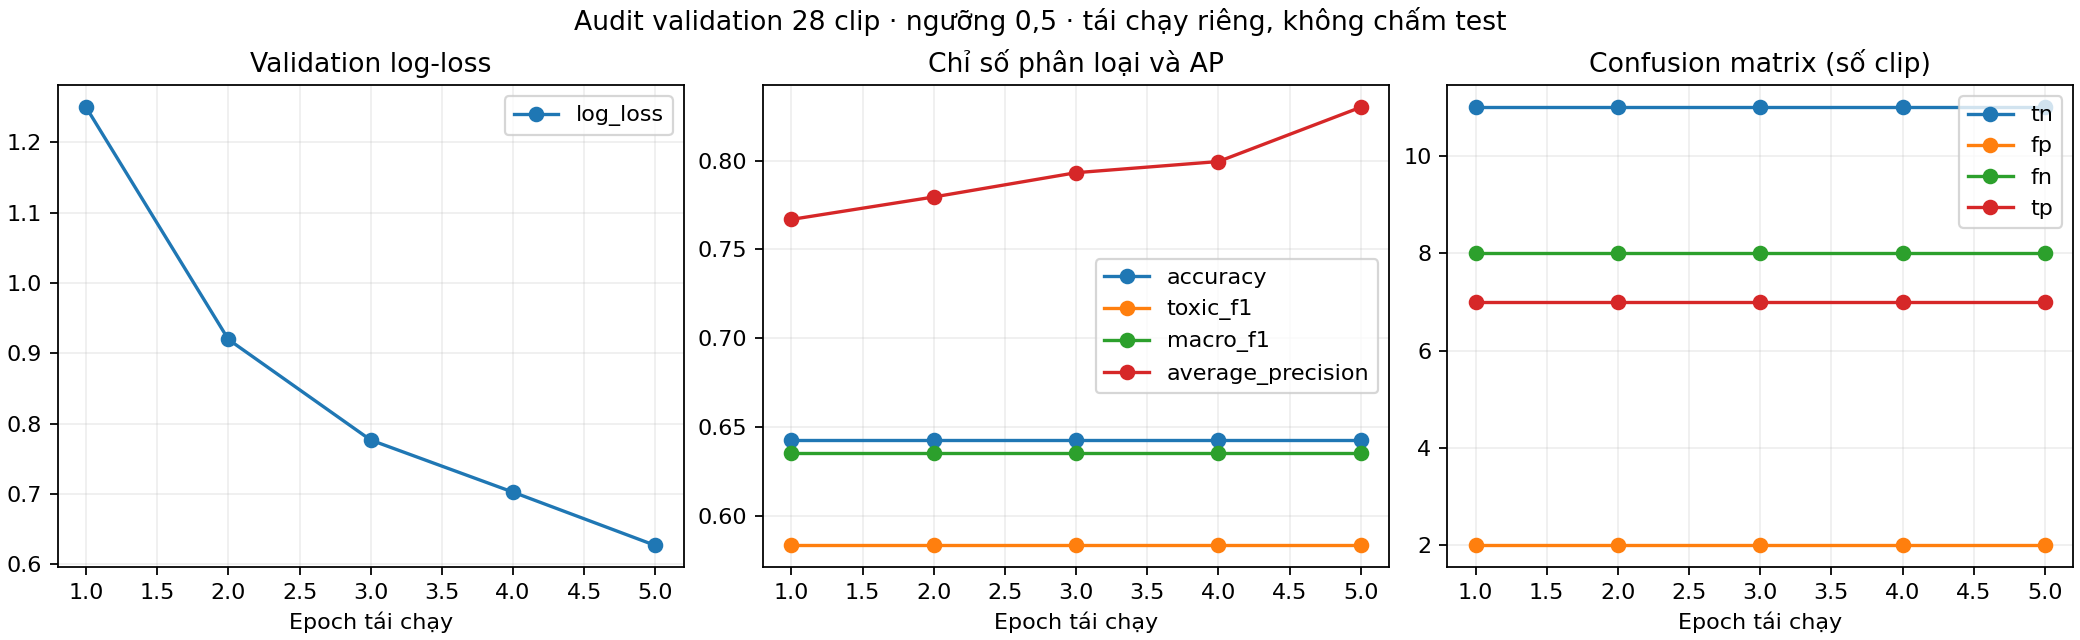 Audit validation 28 clip · ngưỡng 0,5 · tái chạy riêng, không chấm test
Validation log-loss
log_loss
1.2
1.1
1.0
0.9
0.8
0.7
0.6
1.0 1.5 2.0 2.5 3.0 3.5 4.0 4.5 5.0
Epoch tái chạy
Chỉ số phân loại và AP
0.80
0.75
0.70
0.65
0.60
accuracy
toxic_f1
macro_f1
average_precision
1.0 1.5 2.0 2.5 3.0 3.5 4.0 4.5 5.0
Epoch tái chạy
Confusion matrix (số clip)
10
8
6
4
2
tn
fp
fn
tp
1.0 1.5 2.0 2.5 3.0 3.5 4.0 4.5 5.0
Epoch tái chạy